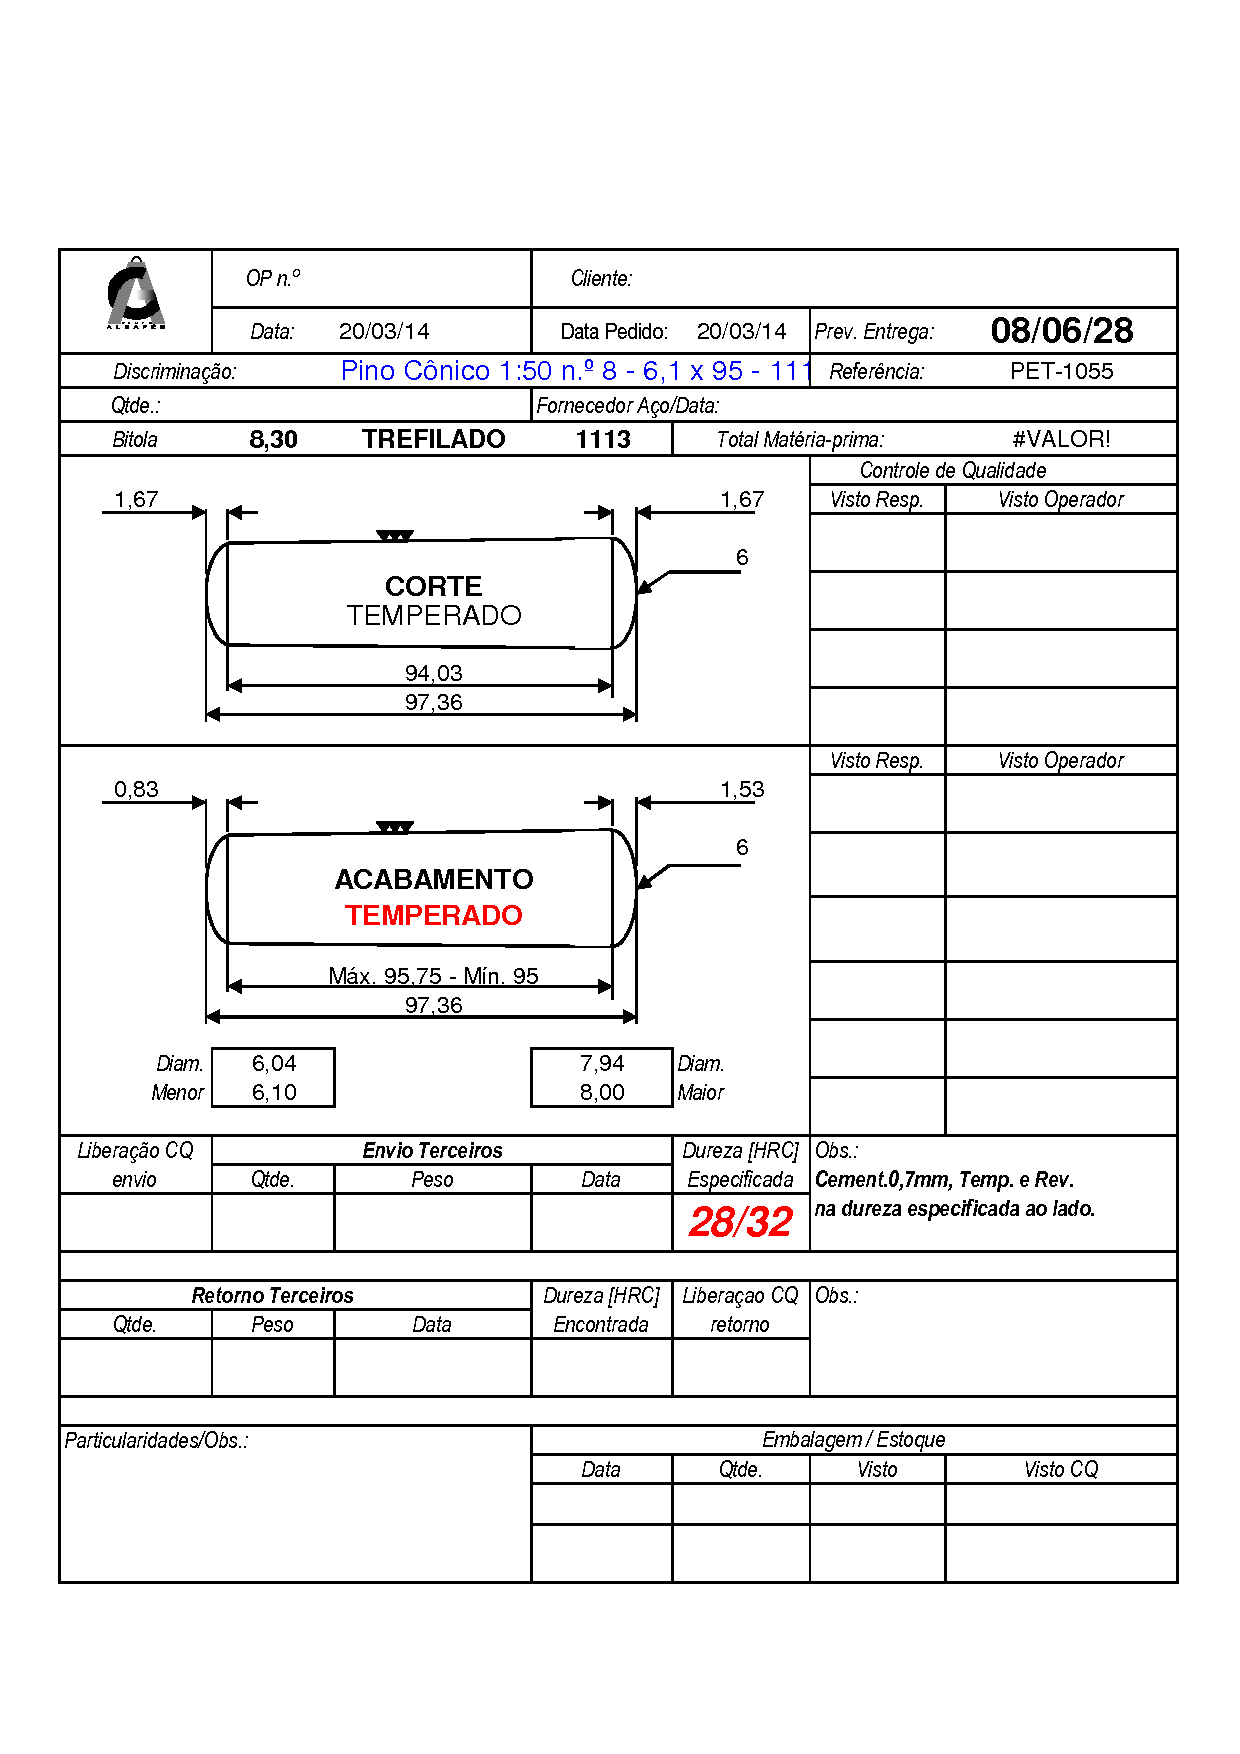 ALBAPES
OP n.º Cliente:
Data: 20/03/14 Data Pedido: 20/03/14 Prev. Entrega: 08/06/28
Discriminação: Pino Cônico 1:50 n.º 8 - 6,1 x 95 - 111 Referência: PET-1055
Qtde.: Fornecedor Aço/Data:
Bitola 8,30 TREFILADO 1113 Total Matéria-prima: #VALOR!
Controle de Qualidade
1,67 1,67 Visto Resp. Visto Operador
6
CORTE
TEMPERADO
94,03
97,36
Visto Resp. Visto Operador
0,83 1,53
6
ACABAMENTO
TEMPERADO
Máx. 95,75 - Mín. 95
97,36
Diam. 6,04 7,94 Diam.
Menor 6,10 8,00 Maior
Liberação CQ Envio Terceiros Dureza [HRC] Obs.:
envio Qtde. Peso Data Especificada Cement.0,7mm, Temp. e Rev.
28/32 na dureza especificada ao lado.
Retorno Terceiros Dureza [HRC] Liberaçao CQ Obs.:
Qtde. Peso Data Encontrada retorno
Particularidades/Obs.: Embalagem / Estoque
Data Qtde. Visto Visto CQ